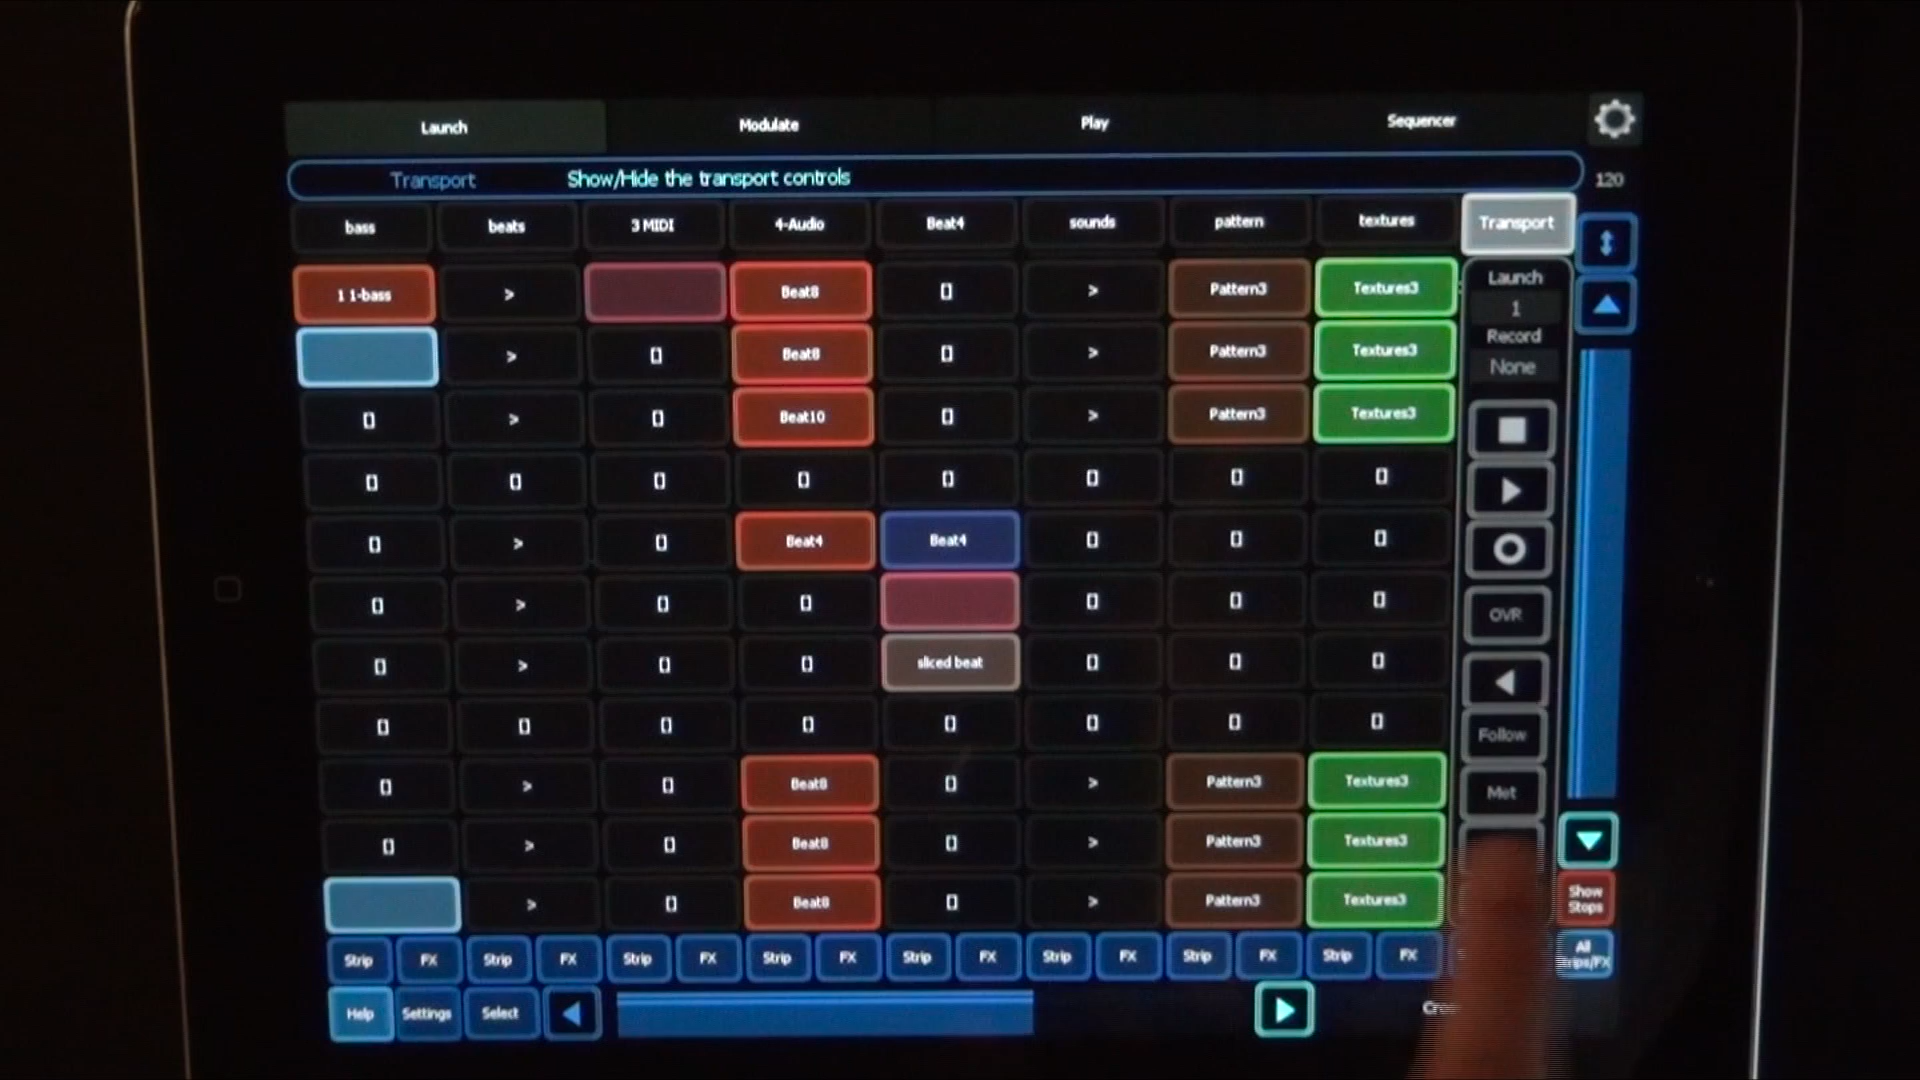 Launch Modulate Play Sequencer
Transport Show/Hide the transport controls 120
bass beats 3 MIDI 4-Audio Beat4 sounds pattern textures Transport
1 1-bass > Beat8 [] > Pattern3 Textures3 Launch
1
> [] Beat8 [] > Pattern3 Textures3 Record
None
[] > [] Beat10 [] > Pattern3 Textures3
[] [] [] [] [] [] [] []
[] > [] Beat4 Beat4 [] [] []
[] > [] [] [] [] [] OVR
[] > [] [] sliced beat [] [] []
[] [] [] [] [] [] [] [] Follow
[] > [] Beat8 [] > Pattern3 Textures3 Met
[] > [] Beat8 [] > Pattern3 Textures3
> [] Beat8 [] > Pattern3 Textures3 Show
Stops
Strip FX Strip FX Strip FX Strip FX Strip FX Strip FX Strip FX Strip FX All
Help Settings Select